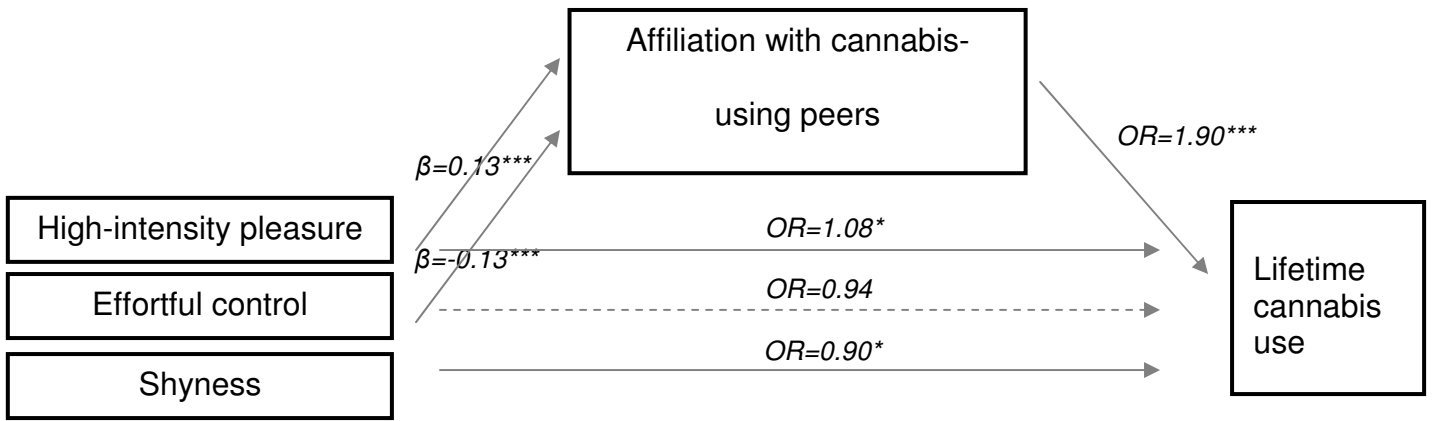 Affiliation with cannabis-
using peers
OR=1.90***
β=0.13***
High-intensity pleasure
OR=1.08*
β=-0.13***
Effortful control
OR=0.94
Lifetime
cannabis
use
OR=0.90*
Shyness